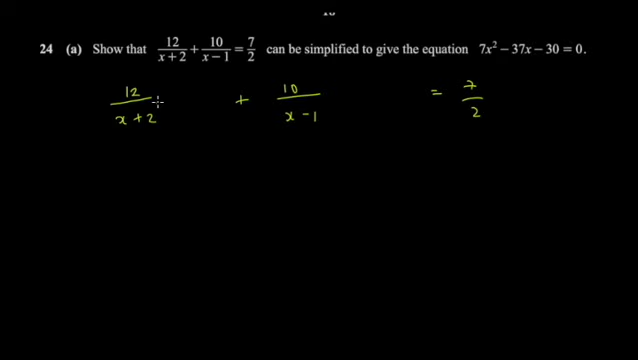 24 (a) Show that 12/(x+2) + 10/(x−1) = 7/2 can be simplified to give the equation 7x² − 37x − 30 = 0.
12/(x + 2) + 10/(x − 1) = 7/2